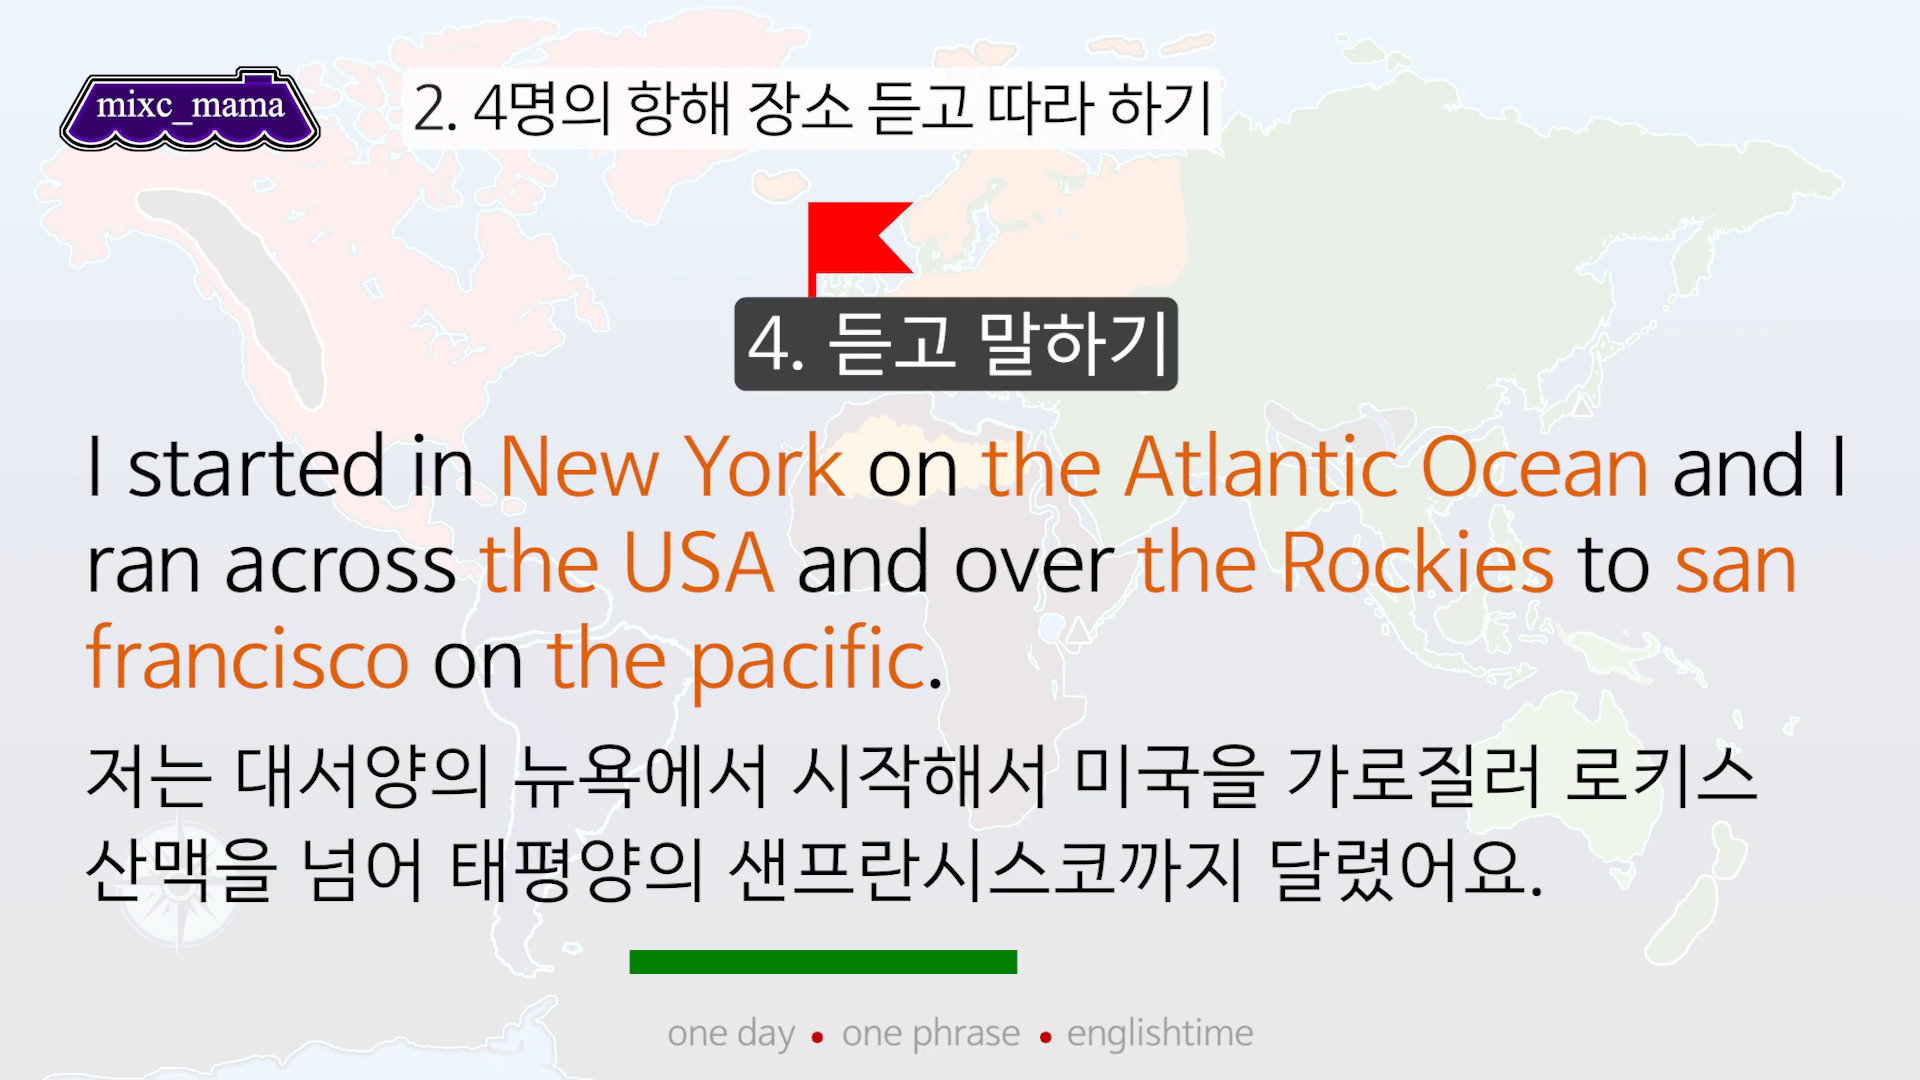 mixc_mama
2. 4명의 항해 장소 듣고 따라 하기
4. 듣고 말하기
I started in New York on the Atlantic Ocean and I
ran across the USA and over the Rockies to san
francisco on the pacific.
저는 대서양의 뉴욕에서 시작해서 미국을 가로질러 로키스
산맥을 넘어 태평양의 샌프란시스코까지 달렸어요.
one day • one phrase • englishtime